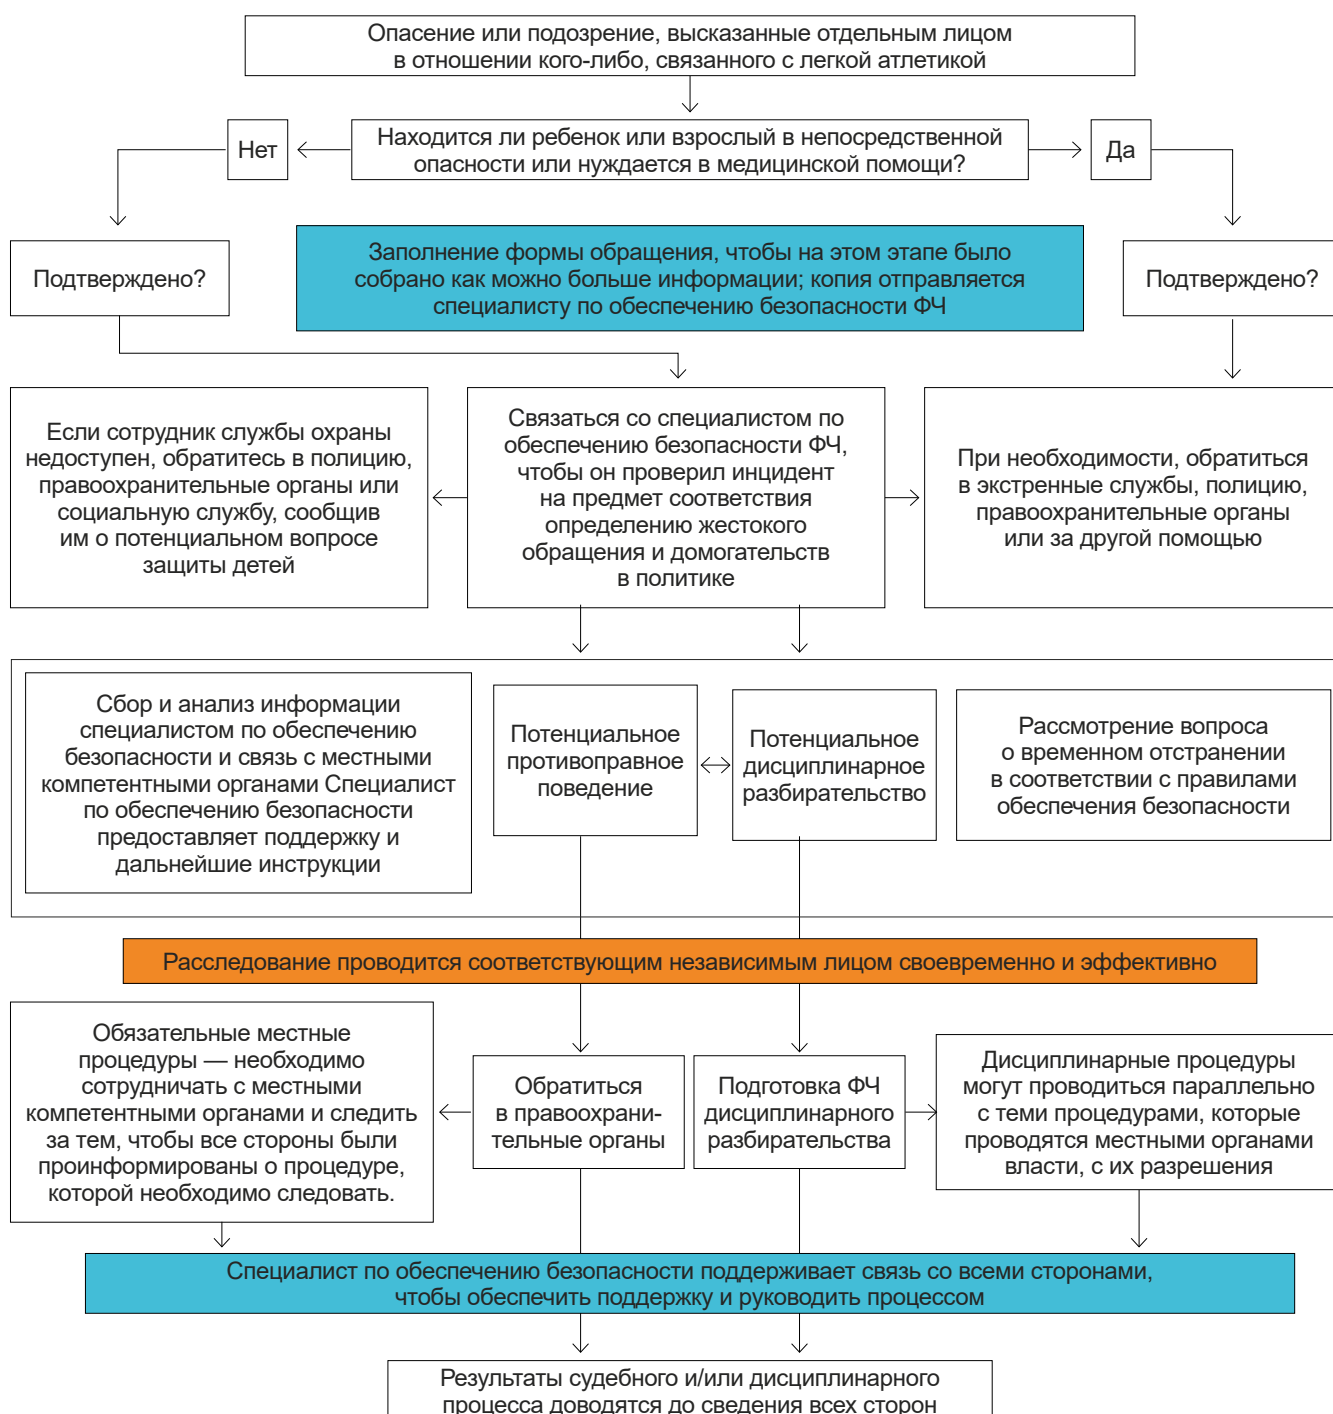 Опасение или подозрение, высказанные отдельным лицом
в отношении кого-либо, связанного с легкой атлетикой
Нет
Находится ли ребенок или взрослый в непосредственной
опасности или нуждается в медицинской помощи?
Да
Подтверждено?
Заполнение формы обращения, чтобы на этом этапе было
собрано как можно больше информации; копия отправляется
специалисту по обеспечению безопасности ФЧ
Подтверждено?
Если сотрудник службы охраны
недоступен, обратитесь в полицию,
правоохранительные органы или
социальную службу, сообщив
им о потенциальном вопросе
защиты детей
Связаться со специалистом по
обеспечению безопасности ФЧ,
чтобы он проверил инцидент
на предмет соответствия
определению жестокого
обращения и домогательств
в политике
При необходимости, обратиться
в экстренные службы, полицию,
правоохранительные органы
или за другой помощью
Сбор и анализ информации
специалистом по обеспечению
безопасности и связь с местными
компетентными органами Специалист
по обеспечению безопасности
предоставляет поддержку и
дальнейшие инструкции
Потенциальное
противоправное
поведение
Потенциальное
дисциплинарное
разбирательство
Рассмотрение вопроса
о временном отстранении
в соответствии с правилами
обеспечения безопасности
Расследование проводится соответствующим независимым лицом своевременно и эффективно
Обязательные местные
процедуры — необходимо
сотрудничать с местными
компетентными органами и следить
за тем, чтобы все стороны были
проинформированы о процедуре,
которой необходимо следовать.
Обратиться
в правоохрани-
тельные органы
Подготовка ФЧ
дисциплинарного
разбирательства
Дисциплинарные процедуры
могут проводиться параллельно
с теми процедурами, которые
проводятся местными органами
власти, с их разрешения
Специалист по обеспечению безопасности поддерживает связь со всеми сторонами,
чтобы обеспечить поддержку и руководить процессом
Результаты судебного и/или дисциплинарного
процесса доводятся до сведения всех сторон